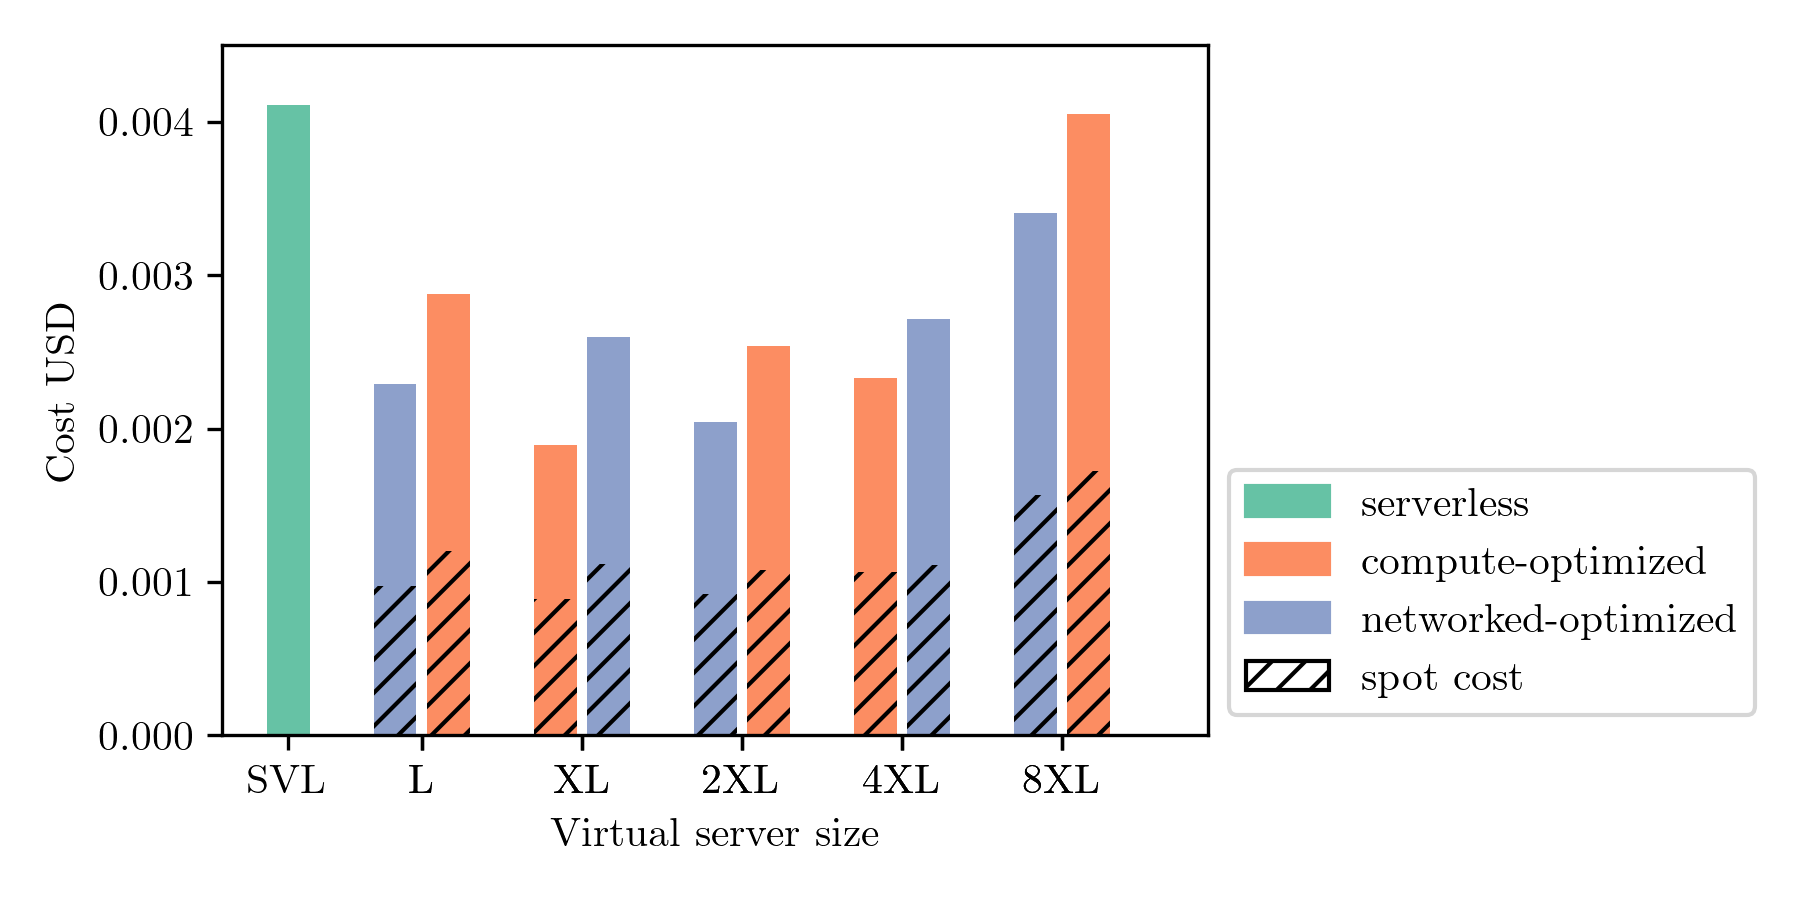 0.004
0.003
0.002
0.001
0.000
Cost USD
SVL L XL 2XL 4XL 8XL
Virtual server size
serverless
compute-optimized
networked-optimized
spot cost